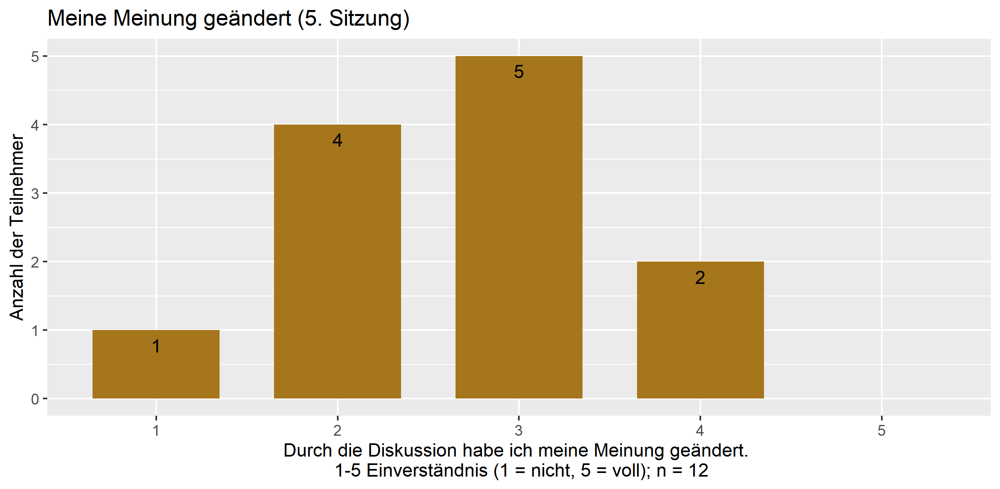 Meine Meinung geändert (5. Sitzung)
Anzahl der Teilnehmer
5
4
3
2
1
0
1
4
5
2
1 2 3 4 5
Durch die Diskussion habe ich meine Meinung geändert.
1-5 Einverständnis (1 = nicht, 5 = voll); n = 12